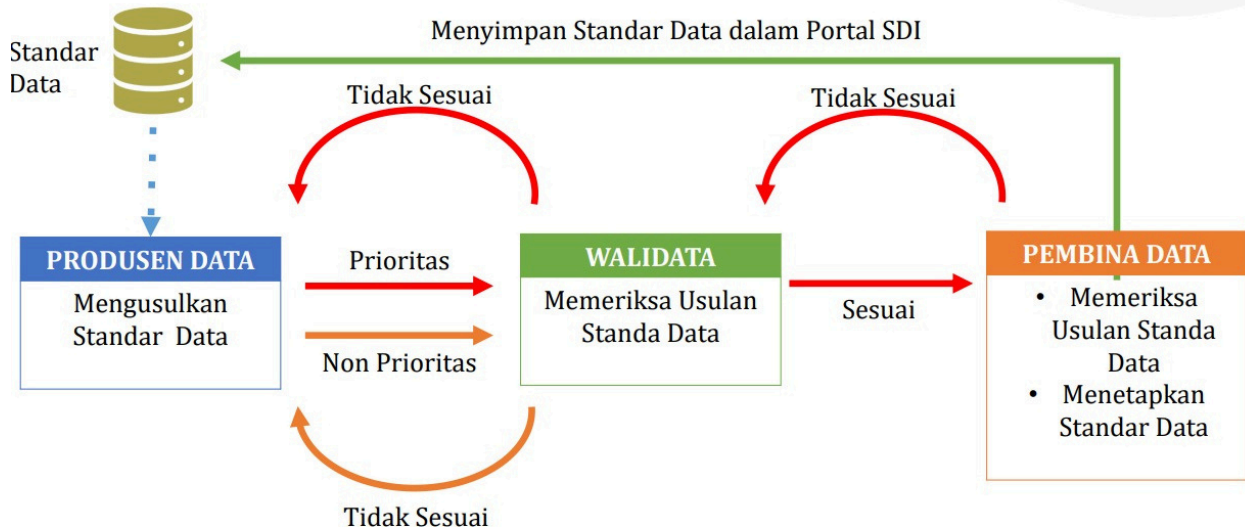 Menyimpan Standar Data dalam Portal SDI
Standar
Data
Tidak Sesuai
Tidak Sesuai
PRODUSEN DATA
Mengusulkan
Standar Data
Prioritas
Non Prioritas
WALIDATA
Memeriksa Usulan
Standa Data
Sesuai
PEMBINA DATA
• Memeriksa
Usulan Standa
Data
• Menetapkan
Standar Data
Tidak Sesuai